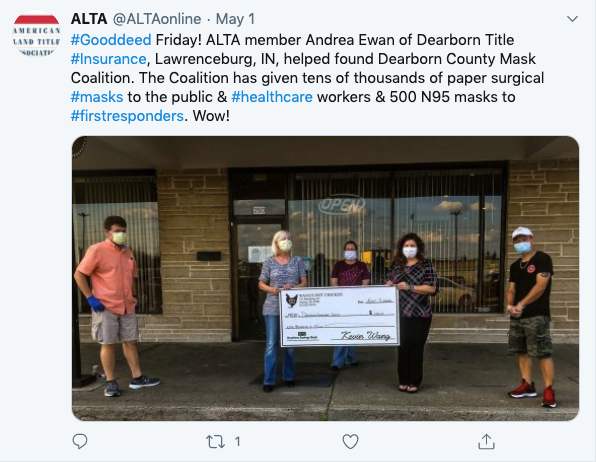 ALTA @ALTAonline · May 1
AMERICAN
LAND TITLE
#Gooddeed Friday! ALTA member Andrea Ewan of Dearborn Title
#Insurance, Lawrenceburg, IN, helped found Dearborn County Mask
Coalition. The Coalition has given tens of thousands of paper surgical
#masks to the public & #healthcare workers & 500 N95 masks to
#firstresponders. Wow!
OPEN
Kevin Wang
1